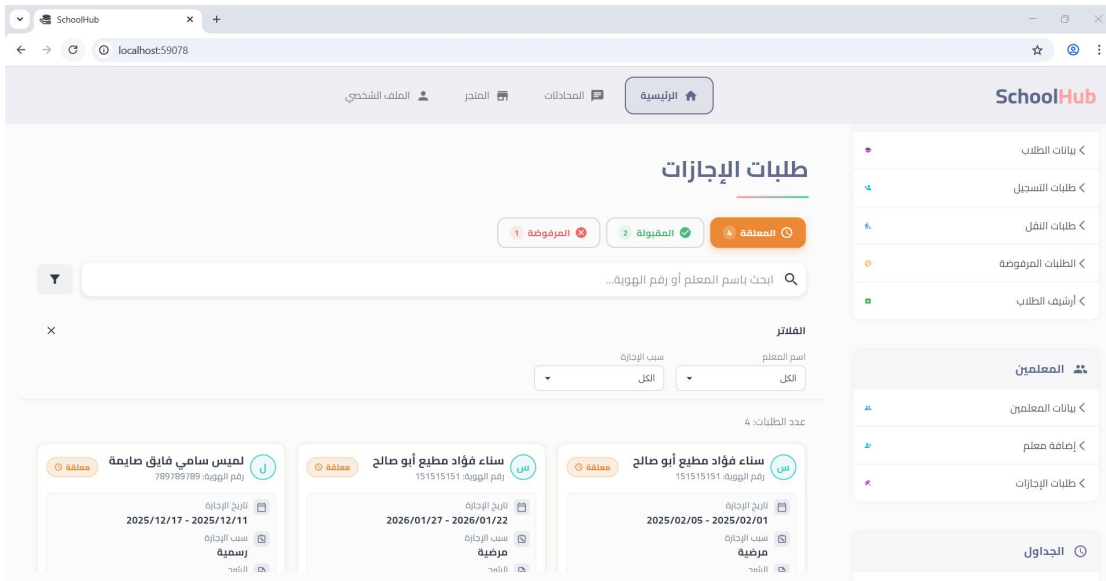 SchoolHub
localhost:59078
SchoolHub
الرئيسية
المحادثات
المتجر
الملف الشخصي
بيانات الطلاب
طلبات التسجيل
طلبات النقل
الطلبات المرفوضة
أرشيف الطلاب
المعلمين
بيانات المعلمين
إضافة معلم
طلبات الإجازات
الجداول
طلبات الإجازات
المعلقة 4
المقبولة 2
المرفوضة 1
ابحث باسم المعلم أو رقم الهوية...
الفلاتر
اسم المعلم
الكل
سبب الإجازة
الكل
عدد الطلبات: 4
س
سناء فؤاد مطيع أبو صالح
معلقة
رقم الهوية: 151515151
تاريخ الإجازة
2025/02/05 - 2025/02/01
سبب الإجازة
مرضية
الشرح
س
سناء فؤاد مطيع أبو صالح
معلقة
رقم الهوية: 151515151
تاريخ الإجازة
2026/01/27 - 2026/01/22
سبب الإجازة
مرضية
الشرح
ل
لميس سامي فايق صايمة
معلقة
رقم الهوية: 789789789
تاريخ الإجازة
2025/12/17 - 2025/12/11
سبب الإجازة
رسمية
الشرح